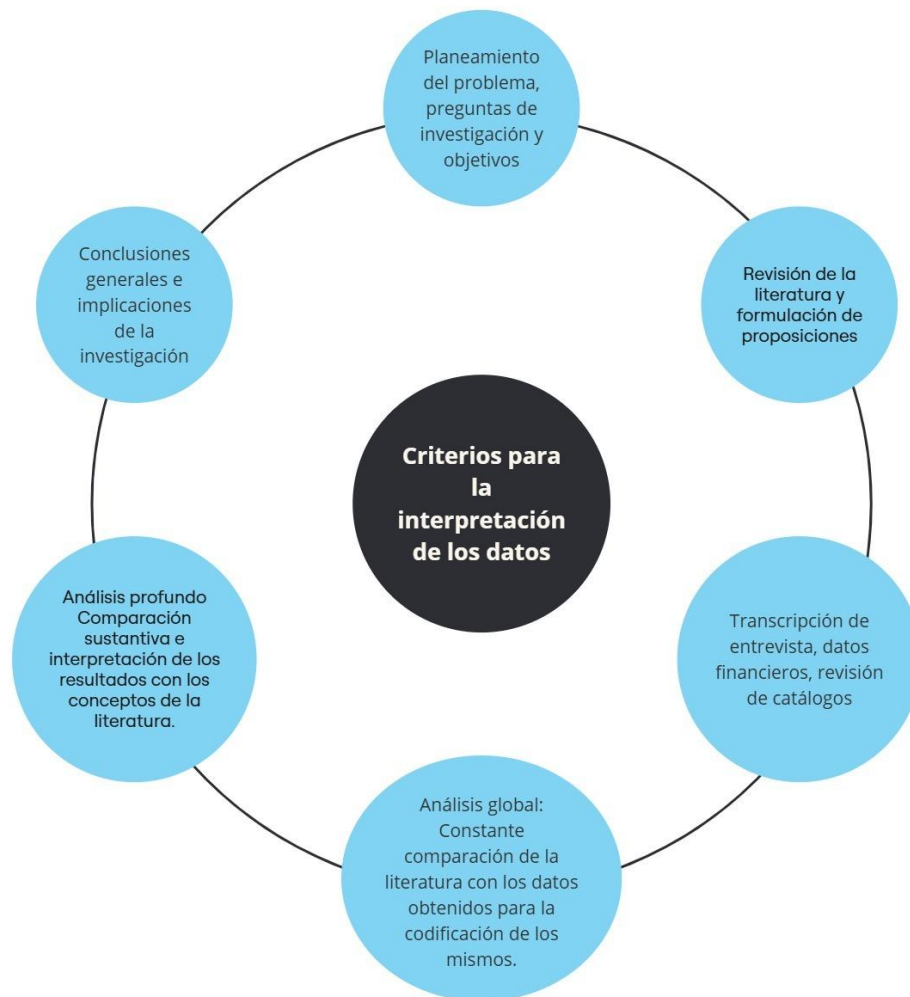 Planeamiento
del problema,
preguntas de
investigación y
objetivos
Revisión de la
literatura y
formulación de
proposiciones
Transcripción de
entrevista, datos
financieros, revisión
de catálogos
Análisis global:
Constante
comparación de la
literatura con los datos
obtenidos para la
codificación de los
mismos.
Análisis profundo
Comparación
sustantiva e
interpretación de los
resultados con los
conceptos de la
literatura.
Conclusiones
generales e
implicaciones
de la
investigación
Criterios para
la
interpretación
de los datos